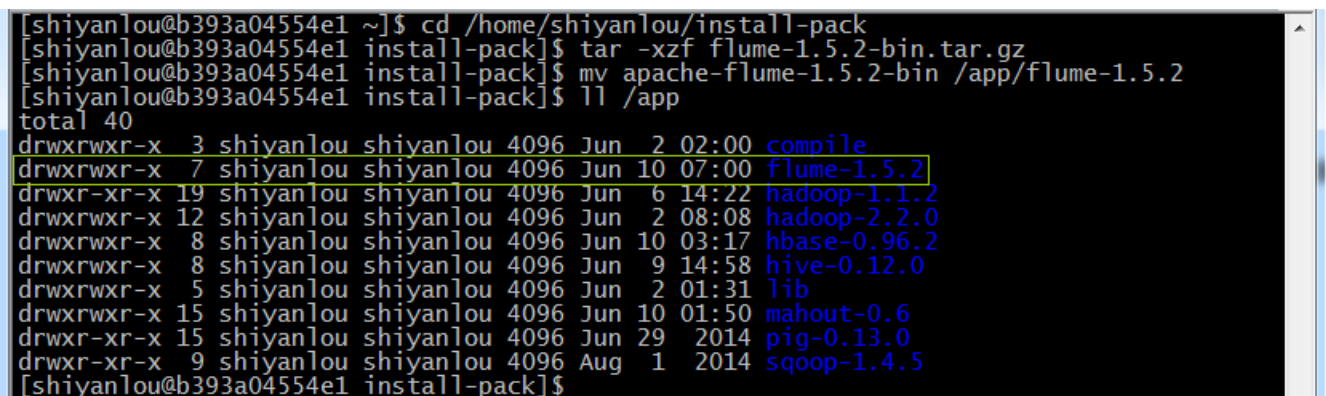 [shiyanlou@b393a04554e1 ~]$ cd /home/shiyanlou/install-pack
[shiyanlou@b393a04554e1 install-pack]$ tar -xzf flume-1.5.2-bin.tar.gz
[shiyanlou@b393a04554e1 install-pack]$ mv apache-flume-1.5.2-bin /app/flume-1.5.2
[shiyanlou@b393a04554e1 install-pack]$ ll /app
total 40
drwxrwxr-x  3 shiyanlou shiyanlou 4096 Jun  2 02:00 compile
drwxrwxr-x  7 shiyanlou shiyanlou 4096 Jun 10 07:00 flume-1.5.2
drwxr-xr-x 19 shiyanlou shiyanlou 4096 Jun  6 14:22 hadoop-1.1.2
drwxrwxr-x 12 shiyanlou shiyanlou 4096 Jun  2 08:08 hadoop-2.2.0
drwxrwxr-x  8 shiyanlou shiyanlou 4096 Jun 10 03:17 hbase-0.96.2
drwxrwxr-x  8 shiyanlou shiyanlou 4096 Jun  9 14:58 hive-0.12.0
drwxrwxr-x  5 shiyanlou shiyanlou 4096 Jun  2 01:31 lib
drwxrwxr-x 15 shiyanlou shiyanlou 4096 Jun 10 01:50 mahout-0.6
drwxr-xr-x 15 shiyanlou shiyanlou 4096 Jun 29  2014 pig-0.13.0
drwxr-xr-x  9 shiyanlou shiyanlou 4096 Aug  1  2014 sqoop-1.4.5
[shiyanlou@b393a04554e1 install-pack]$